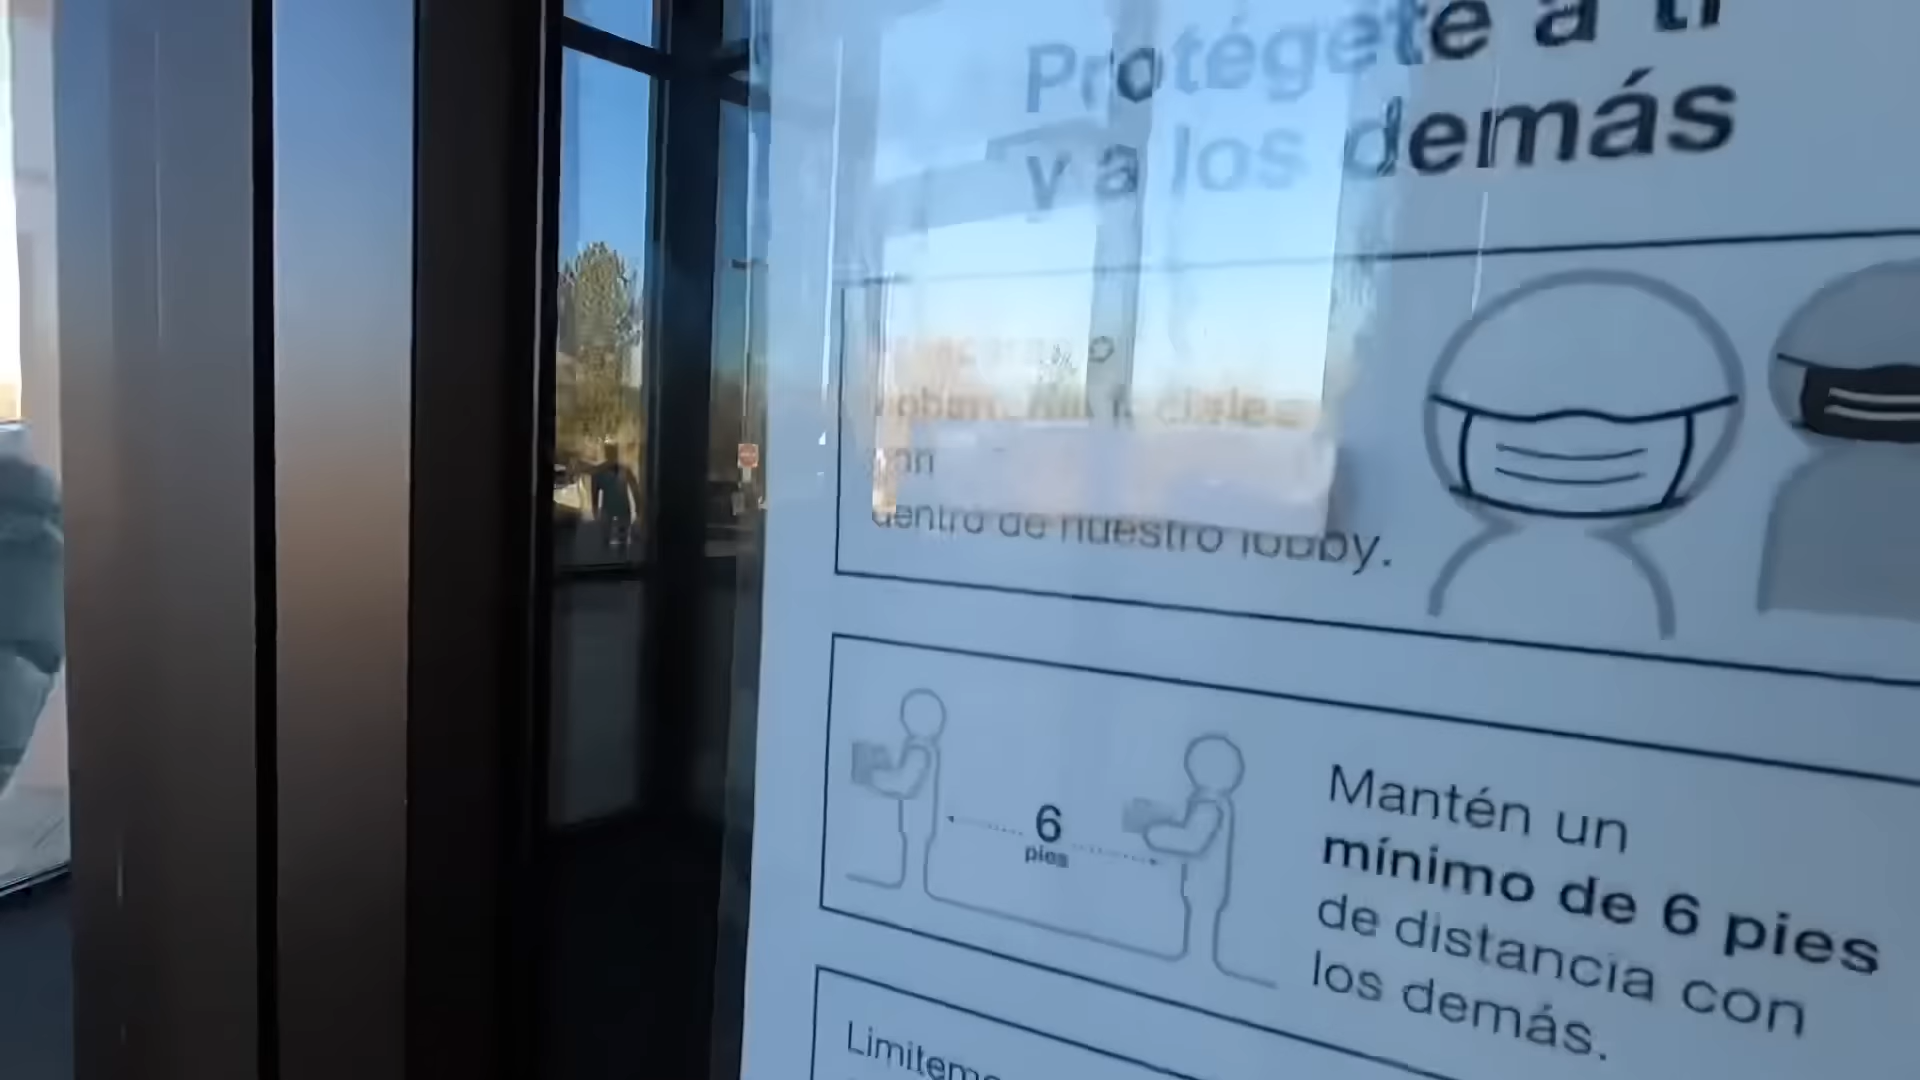 Protégete a ti
y a los demás
dentro de nuestro lobby.
6
pies
Mantén un
mínimo de 6 pies
de distancia con
los demás.